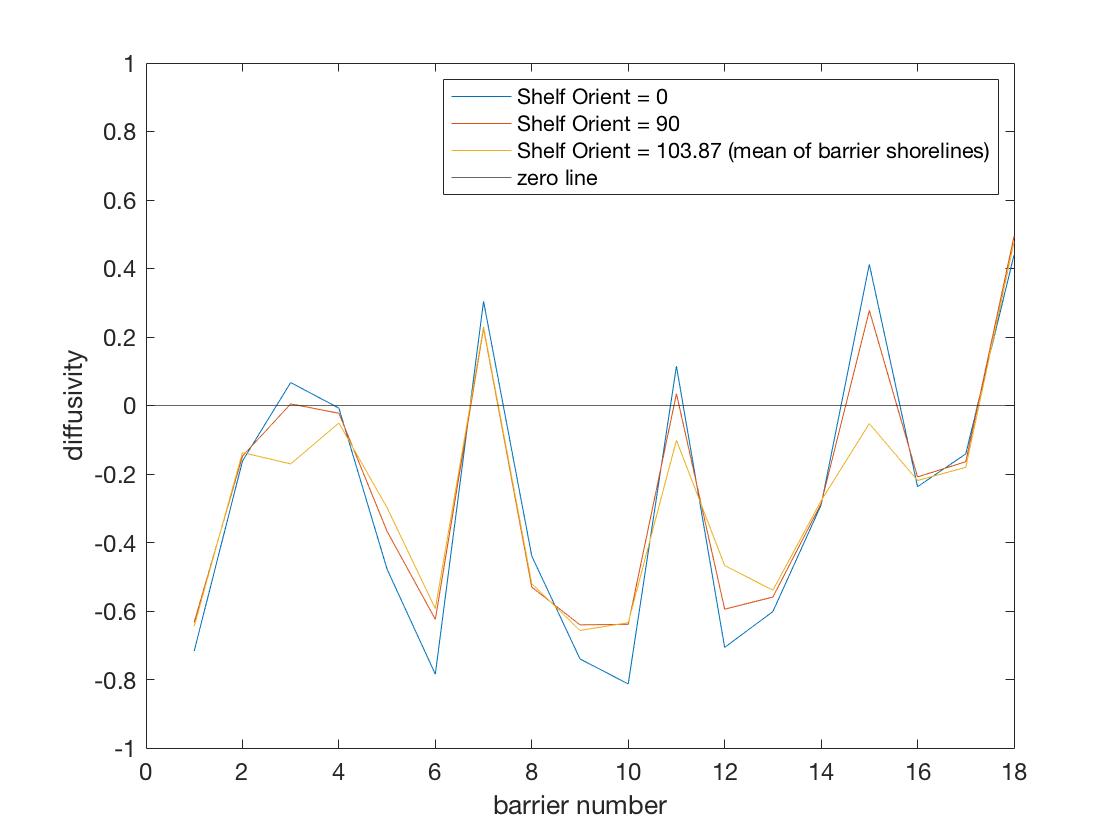 Shelf Orient = 0
Shelf Orient = 90
Shelf Orient = 103.87 (mean of barrier shorelines)
zero line
diffusivity
1
0.8
0.6
0.4
0.2
0
-0.2
-0.4
-0.6
-0.8
-1
0 2 4 6 8 10 12 14 16 18
barrier number